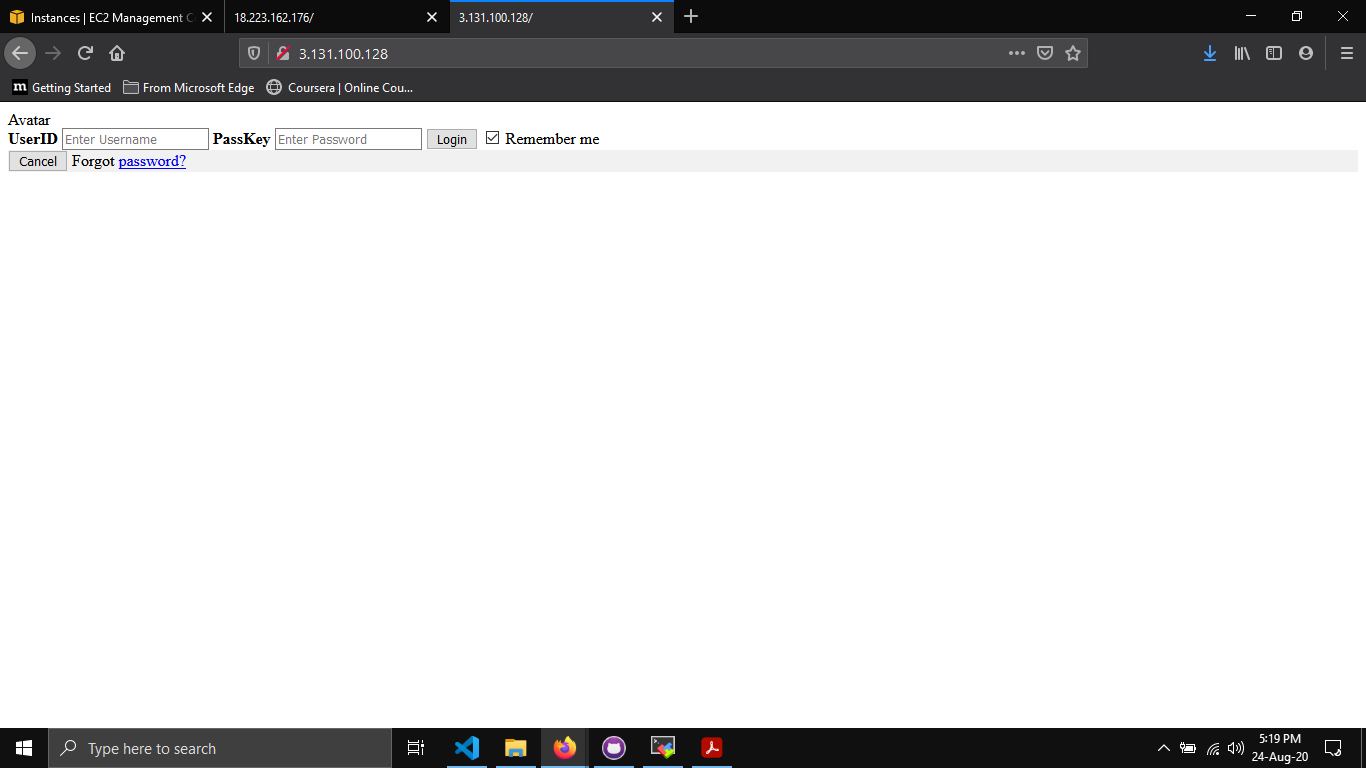 Instances | EC2 Management C
18.223.162.176/
3.131.100.128/
3.131.100.128
m Getting Started
From Microsoft Edge
Coursera | Online Cou...
Avatar
UserID Enter Username PassKey Enter Password Login Remember me
Cancel Forgot password?
Type here to search
5:19 PM
24-Aug-20